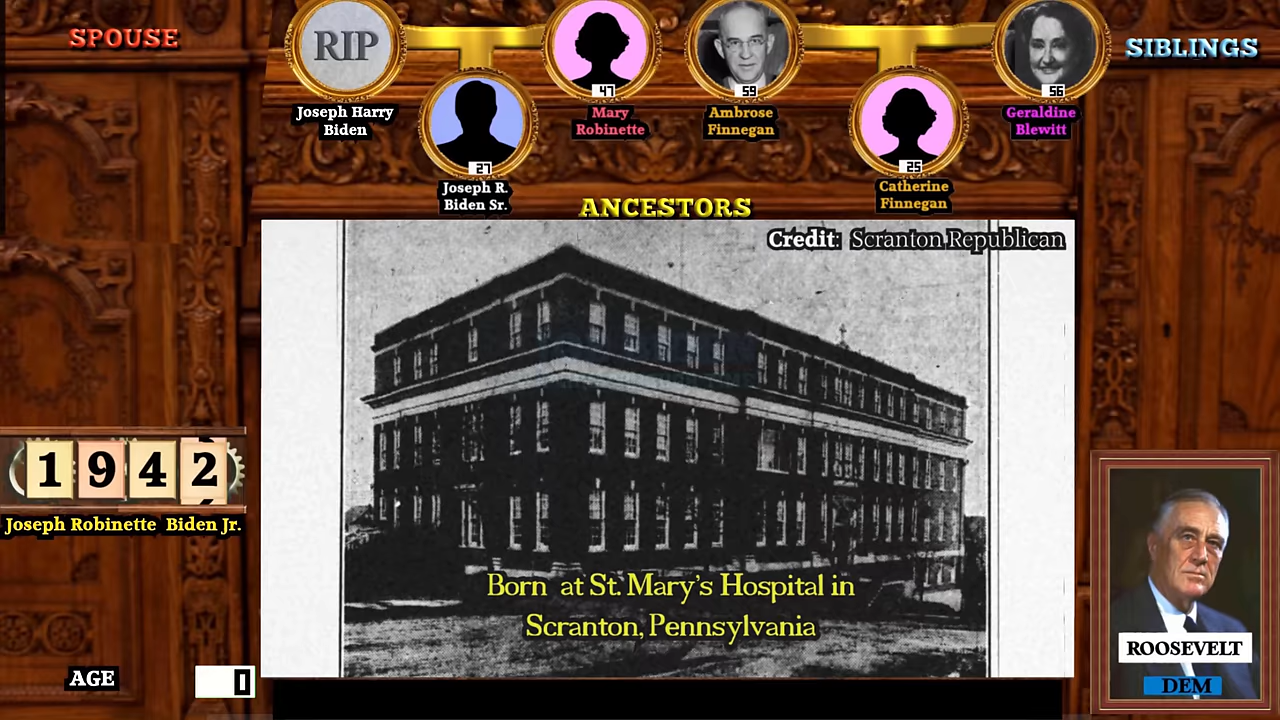 SPOUSE
RIP
47
59
56
SIBLINGS
Joseph Harry
Biden
Mary
Robinette
Ambrose
Finnegan
Geraldine
Blewitt
27
25
Joseph R.
Biden Sr.
Catherine
Finnegan
ANCESTORS
Credit: Scranton Republican
1942
Joseph Robinette Biden Jr.
Born at St. Mary's Hospital in
Scranton, Pennsylvania
ROOSEVELT
DEM
AGE
0